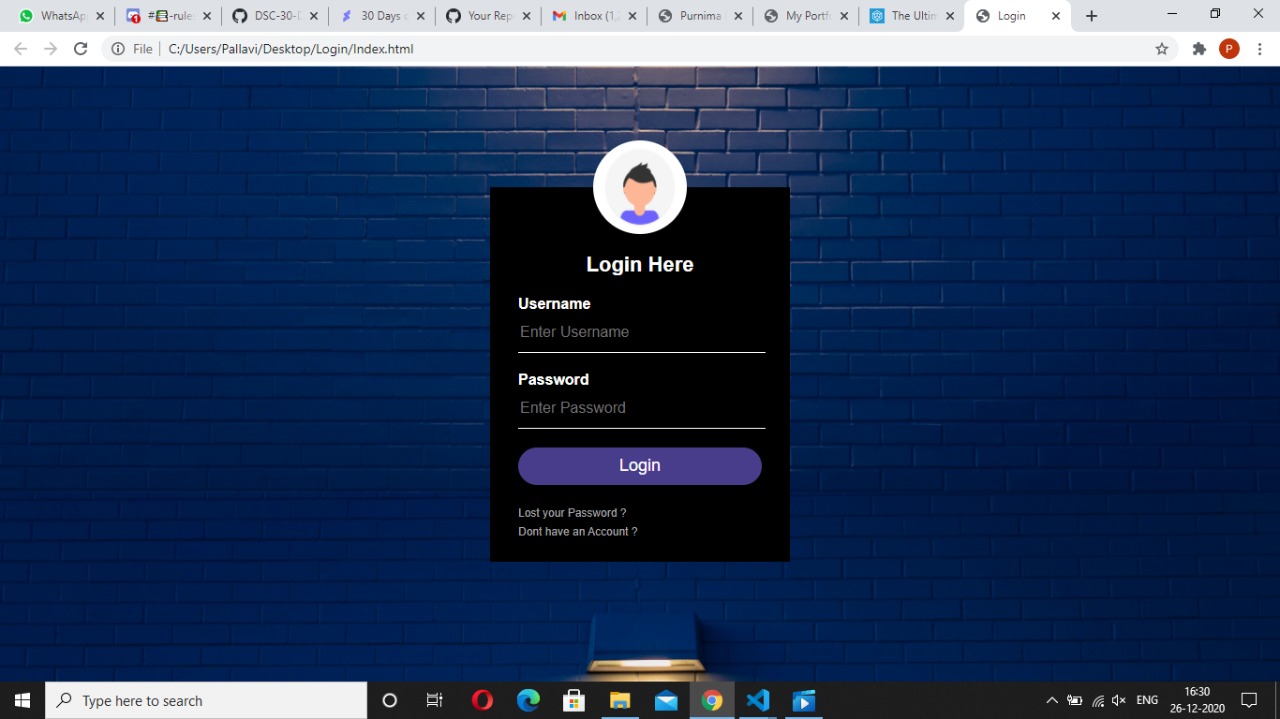 WhatsAp
#📚-rule
DSC-30-D
30 Days c
Your Rep
Inbox (1,2
Purnima
My Portf
The Ultim
Login
File
C:/Users/Pallavi/Desktop/Login/Index.html
P
Login Here
Username
Enter Username
Password
Enter Password
Login
Lost your Password ?
Dont have an Account ?
Type here to search
ENG
16:30
26-12-2020